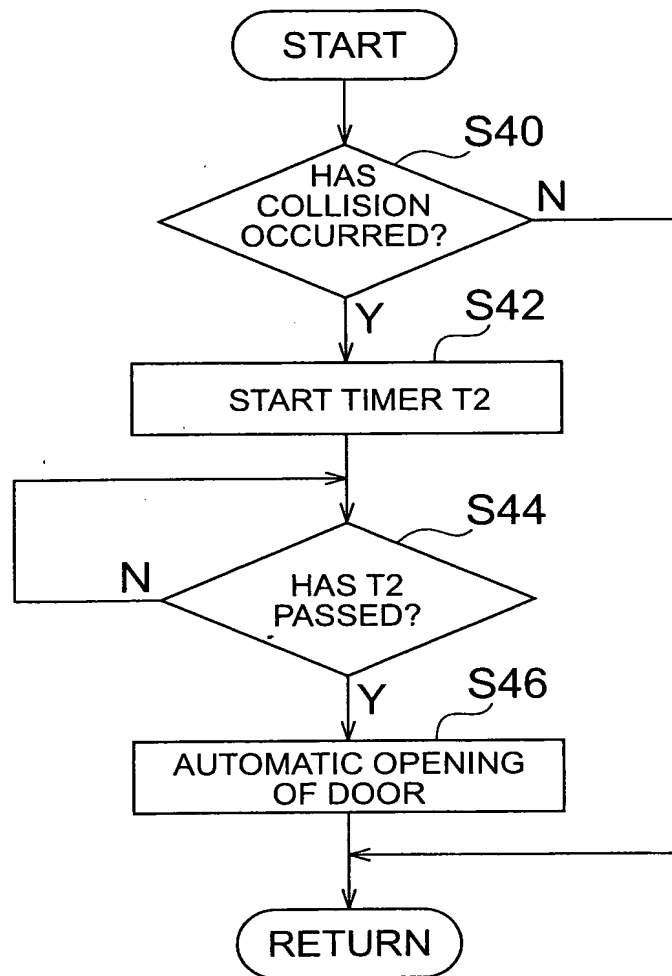 START
S40
HAS
COLLISION
OCCURRED?
N
Y
S42
START TIMER T2
S44
N
HAS T2
PASSED?
Y
S46
AUTOMATIC OPENING
OF DOOR
RETURN